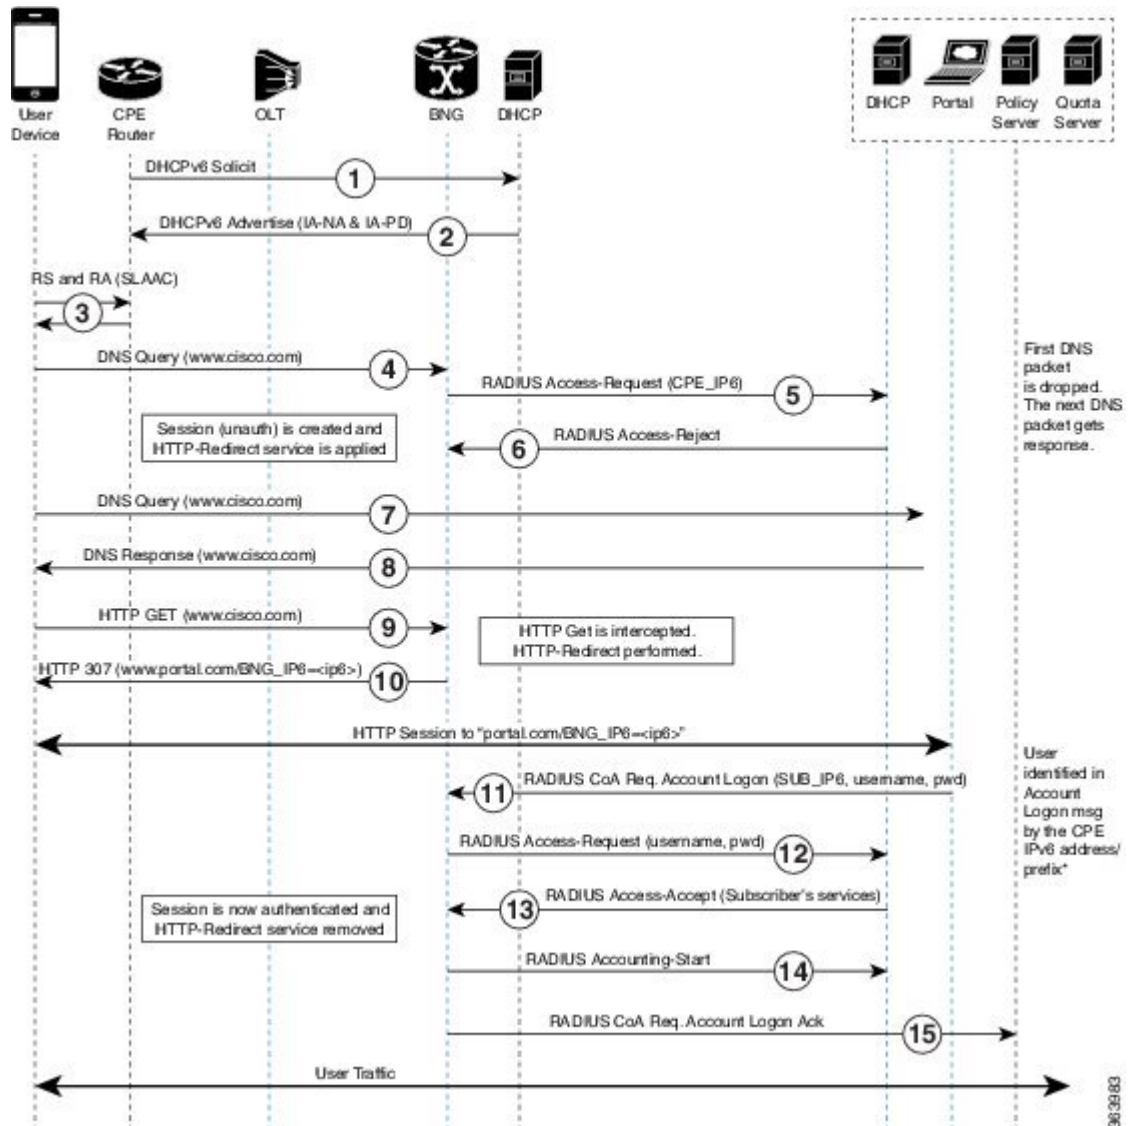 User
Device
CPE
Router
OLT
BNG
DHCP
DHCP
Portal
Policy
Server
Quota
Server
DHCPv6 Solicit
1
DHCPv6 Advertise (IA-NA & IA-PD)
2
RS and RA (SLAAC)
3
DNS Query (www.cisco.com)
4
First DNS
packet
is dropped.
The next DNS
packet gets
response.
RADIUS Access-Request (CPE_IP6)
5
Session (unauth) is created and
HTTP-Redirect service is applied
RADIUS Access-Reject
6
DNS Query (www.cisco.com)
7
DNS Response (www.cisco.com)
8
HTTP GET (www.cisco.com)
9
HTTP Get is intercepted.
HTTP-Redirect performed.
HTTP 307 (www.portal.com/BNG_IP6=<ip6>)
10
HTTP Session to "portal.com/BNG_IP6=<ip6>"
User
identified in
Account
Logon msg
by the CPE
IPv6 address/
prefix*
RADIUS CoA Req. Account Logon (SUB_IP6, username, pwd)
11
RADIUS Access-Request (username, pwd)
12
RADIUS Access-Accept (Subscriber's services)
13
Session is now authenticated and
HTTP-Redirect service removed
RADIUS Accounting-Start
14
RADIUS CoA Req. Account Logon Ack
15
User Traffic
363983